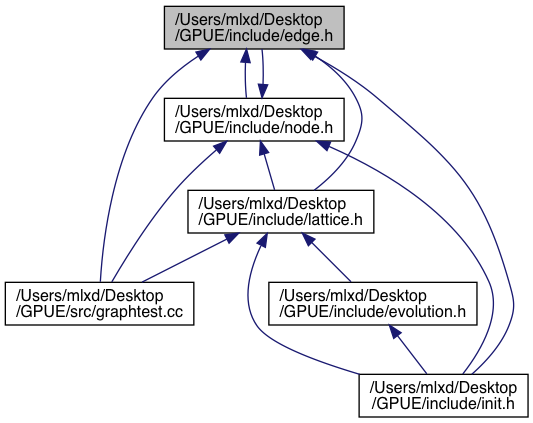 /Users/mlxd/Desktop
/GPUE/include/edge.h
/Users/mlxd/Desktop
/GPUE/include/node.h
/Users/mlxd/Desktop
/GPUE/include/lattice.h
/Users/mlxd/Desktop
/GPUE/src/graphtest.cc
/Users/mlxd/Desktop
/GPUE/include/evolution.h
/Users/mlxd/Desktop
/GPUE/include/init.h